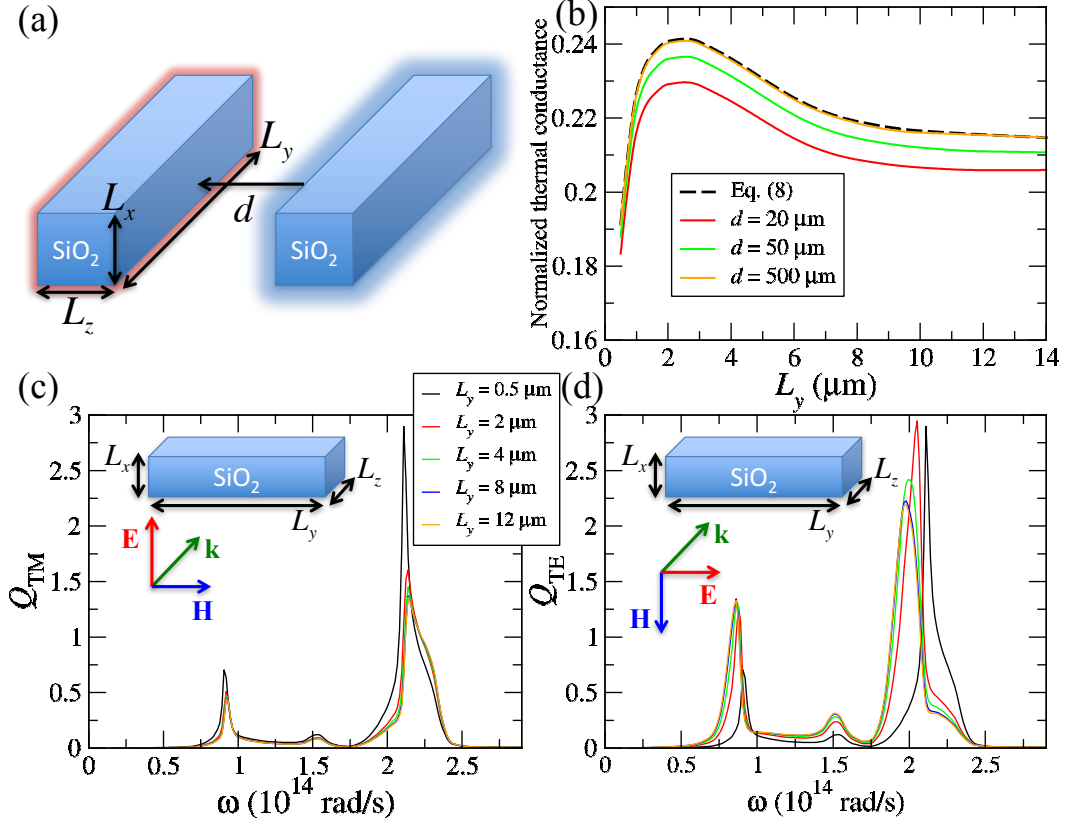 (a)
L_y
L_x
d
SiO₂
SiO₂
L_z
(b)
Normalized thermal conductance
0.24
0.22
0.2
0.18
0.16
Eq. (8)
d = 20 μm
d = 50 μm
d = 500 μm
0 2 4 6 8 10 12 14
L_y (μm)
(c)
Q_TM
3
2.5
2
1.5
1
0.5
0
L_x
SiO₂
L_z
L_y
E
k
H
L_y = 0.5 μm
L_y = 2 μm
L_y = 4 μm
L_y = 8 μm
L_y = 12 μm
0 0.5 1 1.5 2 2.5
ω (10¹⁴ rad/s)
(d)
Q_TE
3
2.5
2
1.5
1
0.5
0
L_x
SiO₂
L_z
L_y
k
E
H
0 0.5 1 1.5 2 2.5
ω (10¹⁴ rad/s)